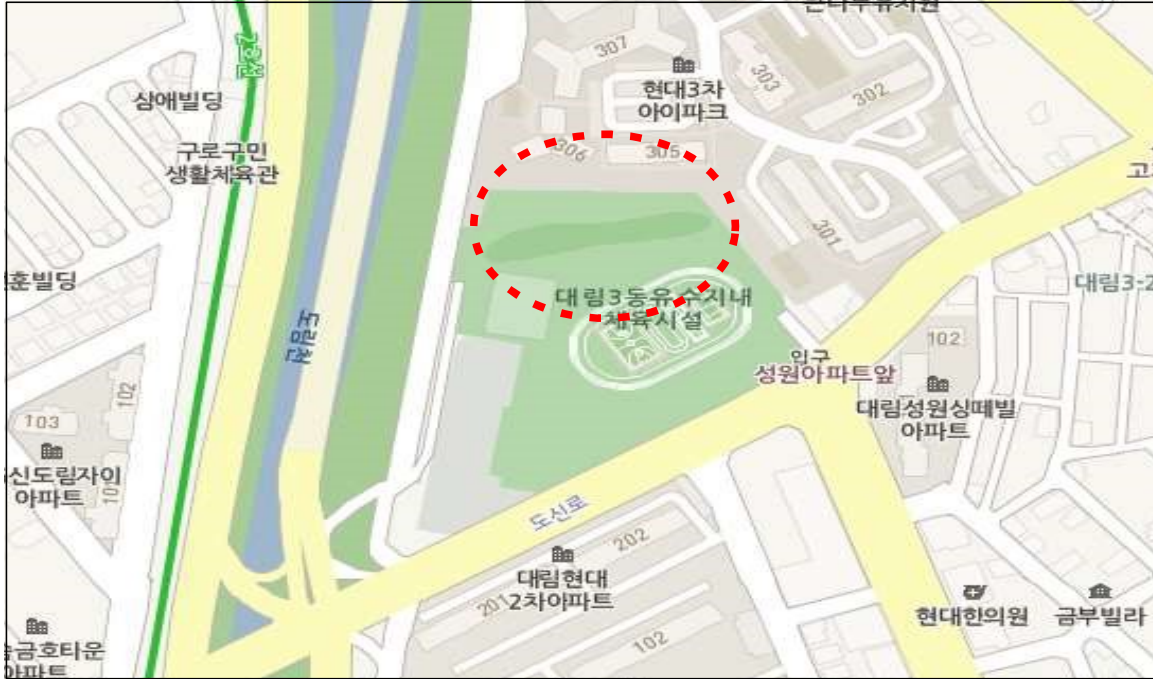 2호선
307
현대3차
아이파크
303
302
삼애빌딩
306
305
구로구민
생활체육관
301
대림3-2
대림3동유수지내
체육시설
도림천
입구
성원아파트앞
102
대림성원상떼빌
아파트
102
103
신도림자이
아파트
도신로
202
대림현대
2차아파트
201
102
현대한의원
금부빌라
금호타운
아파트